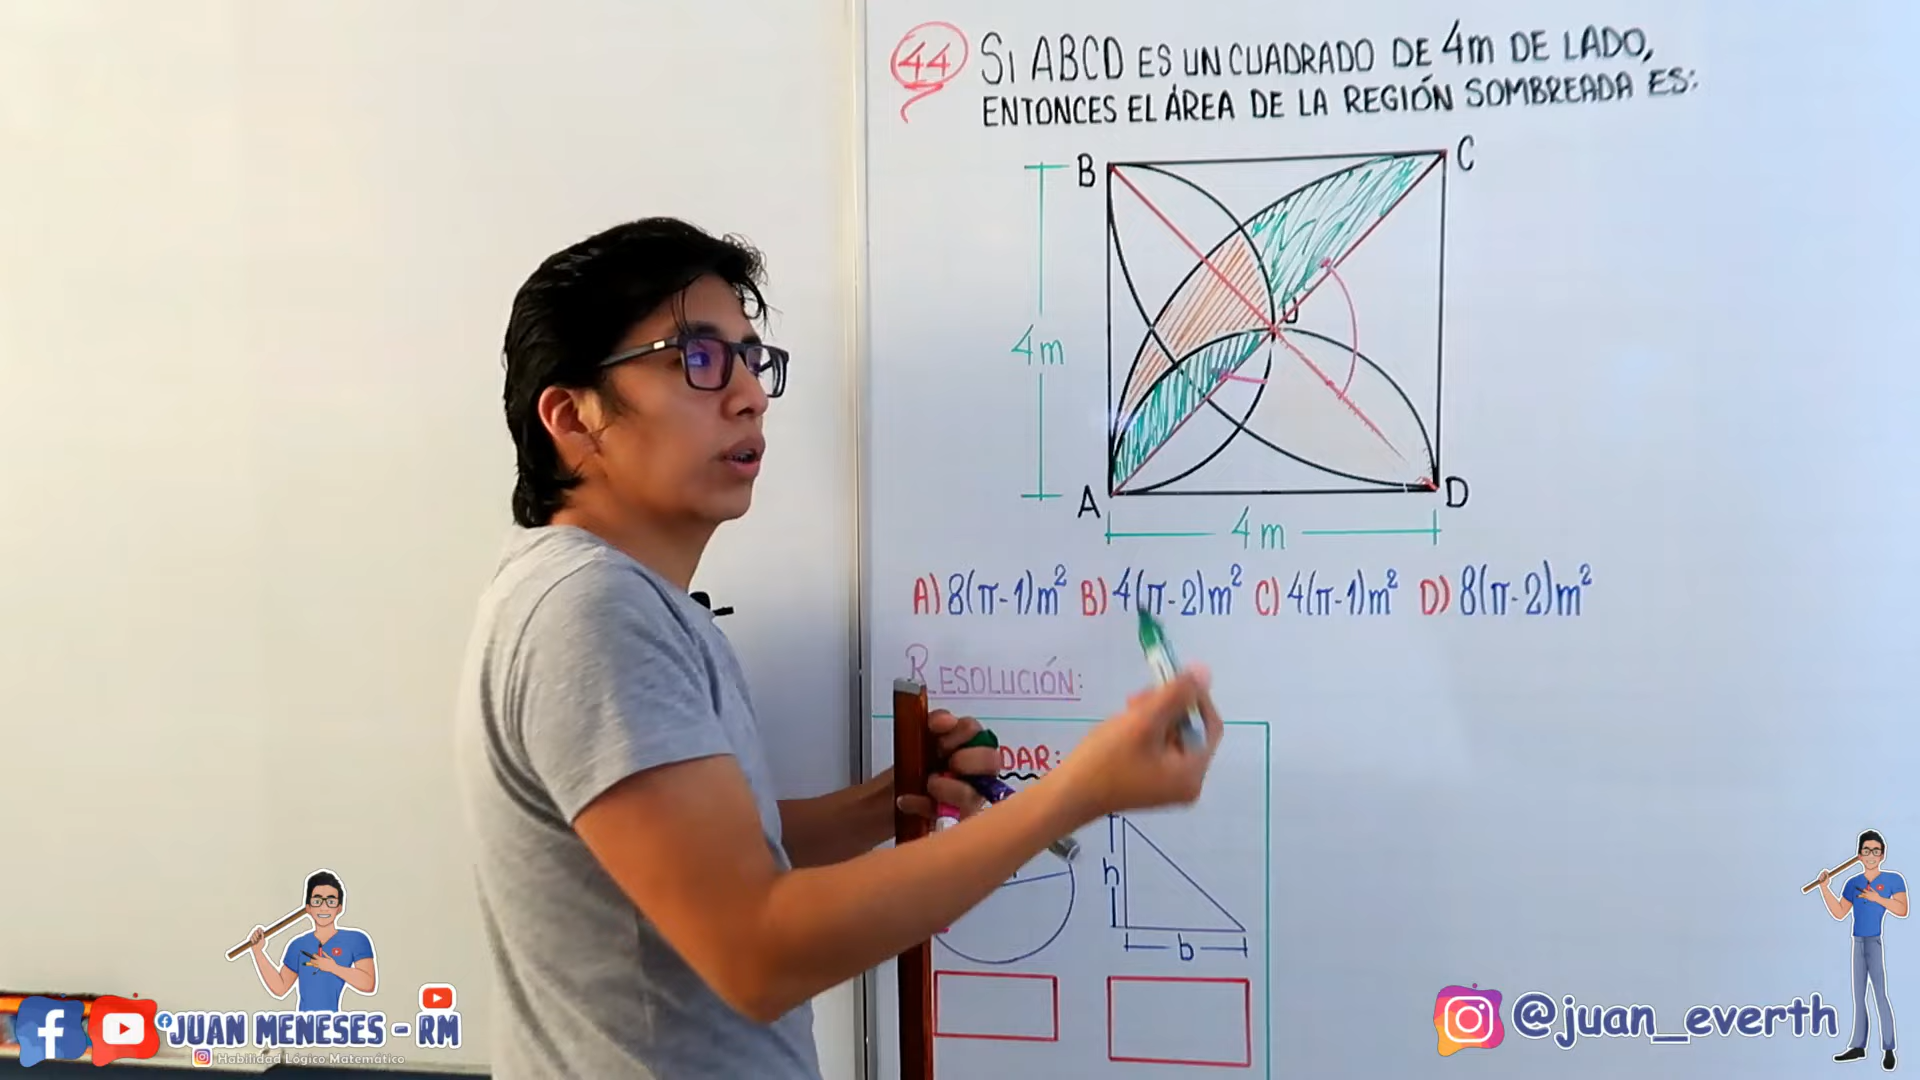 44 SI ABCD ES UN CUADRADO DE 4m DE LADO,
ENTONCES EL ÁREA DE LA REGIÓN SOMBREADA ES:
B
C
4m
A
D
4m
A) 8(π-1)m² B) 4(π-2)m² C) 4(π-1)m² D) 8(π-2)m²
RESOLUCIÓN:
DAR:
h
b
JUAN MENESES - RM
Habilidad Lógico Matemático
@juan_everth